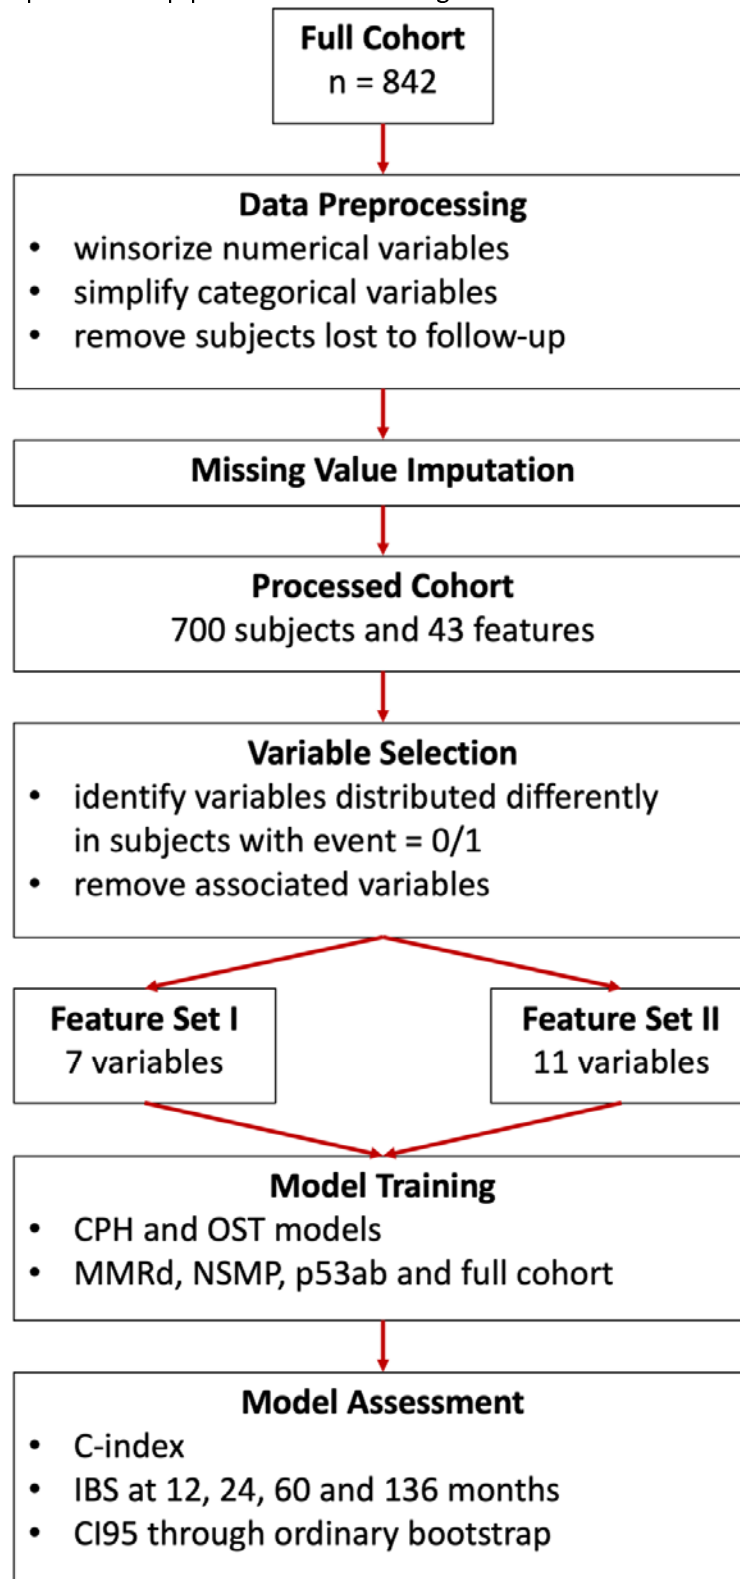 Full Cohort
n = 842
Data Preprocessing
• winsorize numerical variables
• simplify categorical variables
• remove subjects lost to follow-up
Missing Value Imputation
Processed Cohort
700 subjects and 43 features
Variable Selection
• identify variables distributed differently
in subjects with event = 0/1
• remove associated variables
Feature Set I
7 variables
Feature Set II
11 variables
Model Training
• CPH and OST models
• MMRd, NSMP, p53ab and full cohort
Model Assessment
• C-index
• IBS at 12, 24, 60 and 136 months
• CI95 through ordinary bootstrap